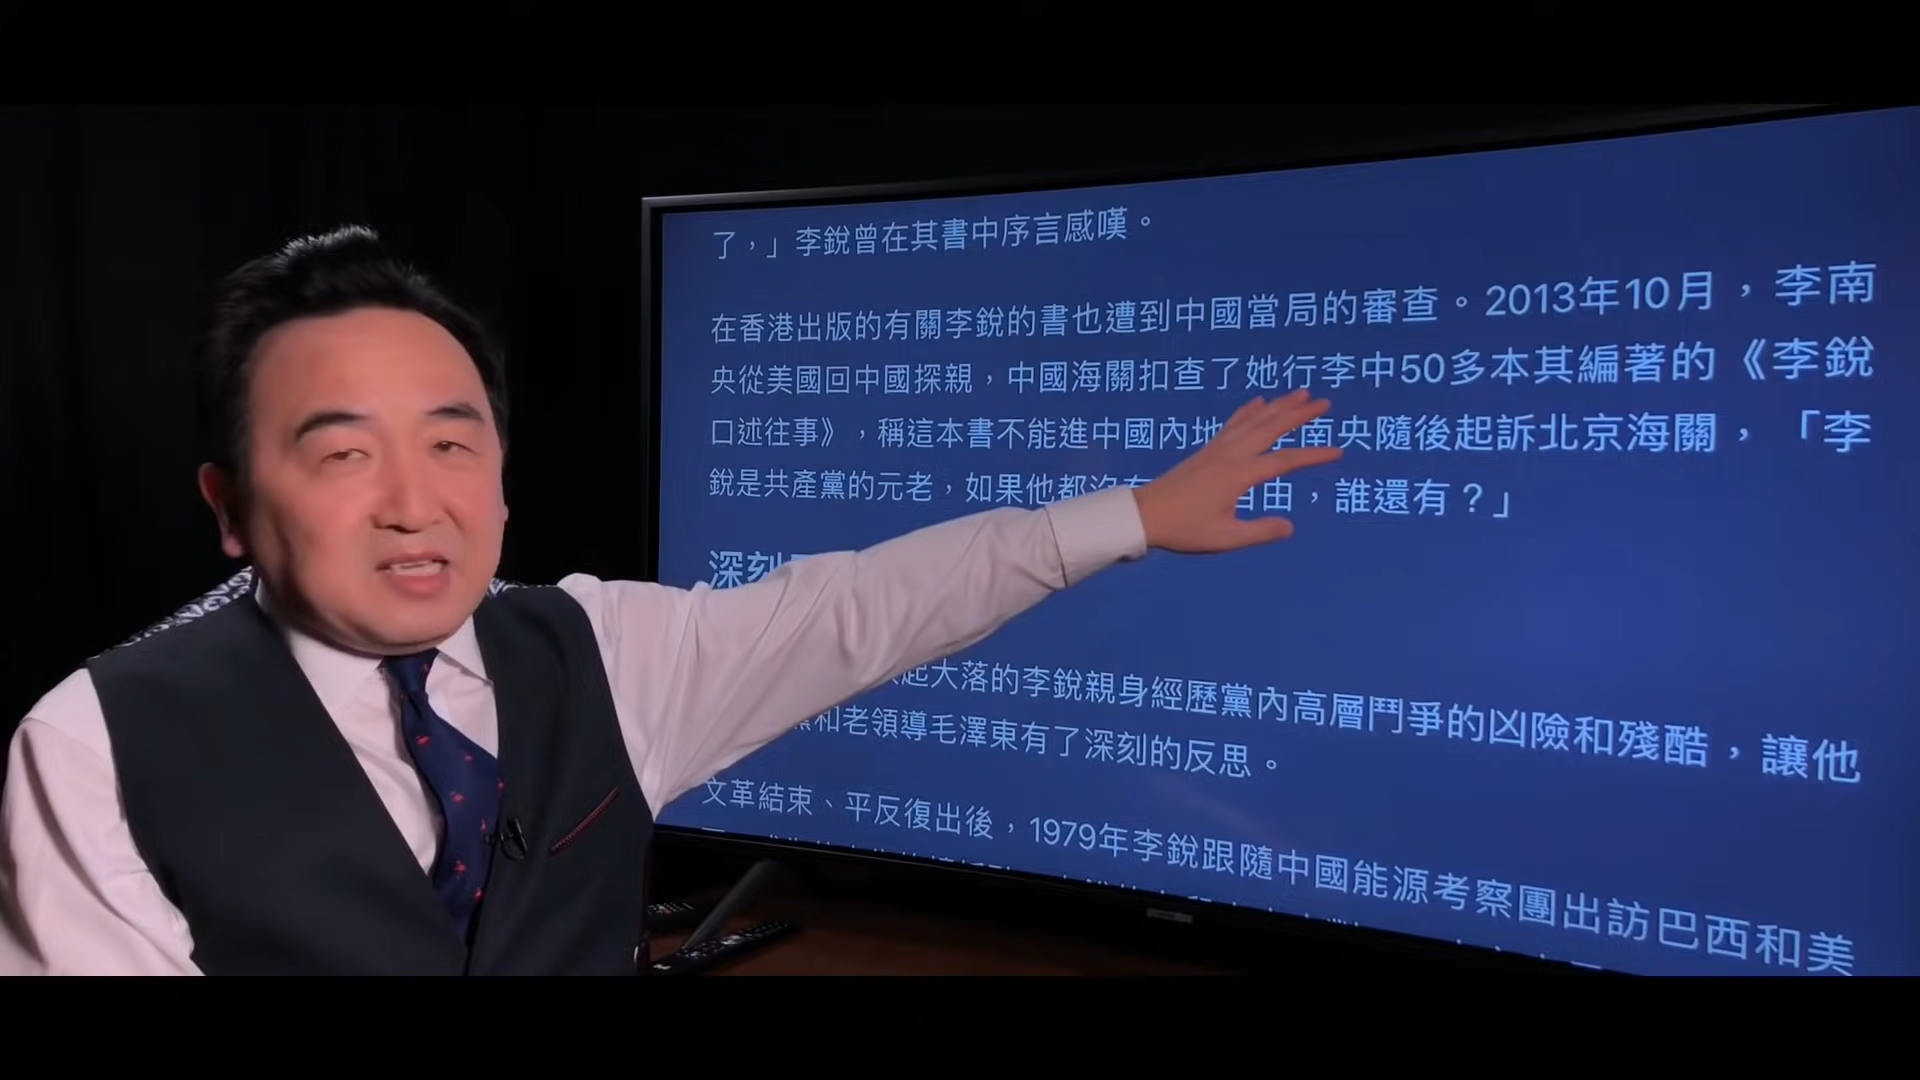 了，」李銳曾在其書中序言感嘆。
在香港出版的有關李銳的書也遭到中國當局的審查。2013年10月，李南
央從美國回中國探親，中國海關扣查了她行李中50多本其編著的《李銳
口述往事》，稱這本書不能進中國內地 李南央隨後起訴北京海關，「李
銳是共產黨的元老，如果他都沒有 自由，誰還有？」
深刻
起大落的李銳親身經歷黨內高層鬥爭的凶險和殘酷，讓他
和老領導毛澤東有了深刻的反思。
文革結束、平反復出後，1979年李銳跟隨中國能源考察團出訪巴西和美